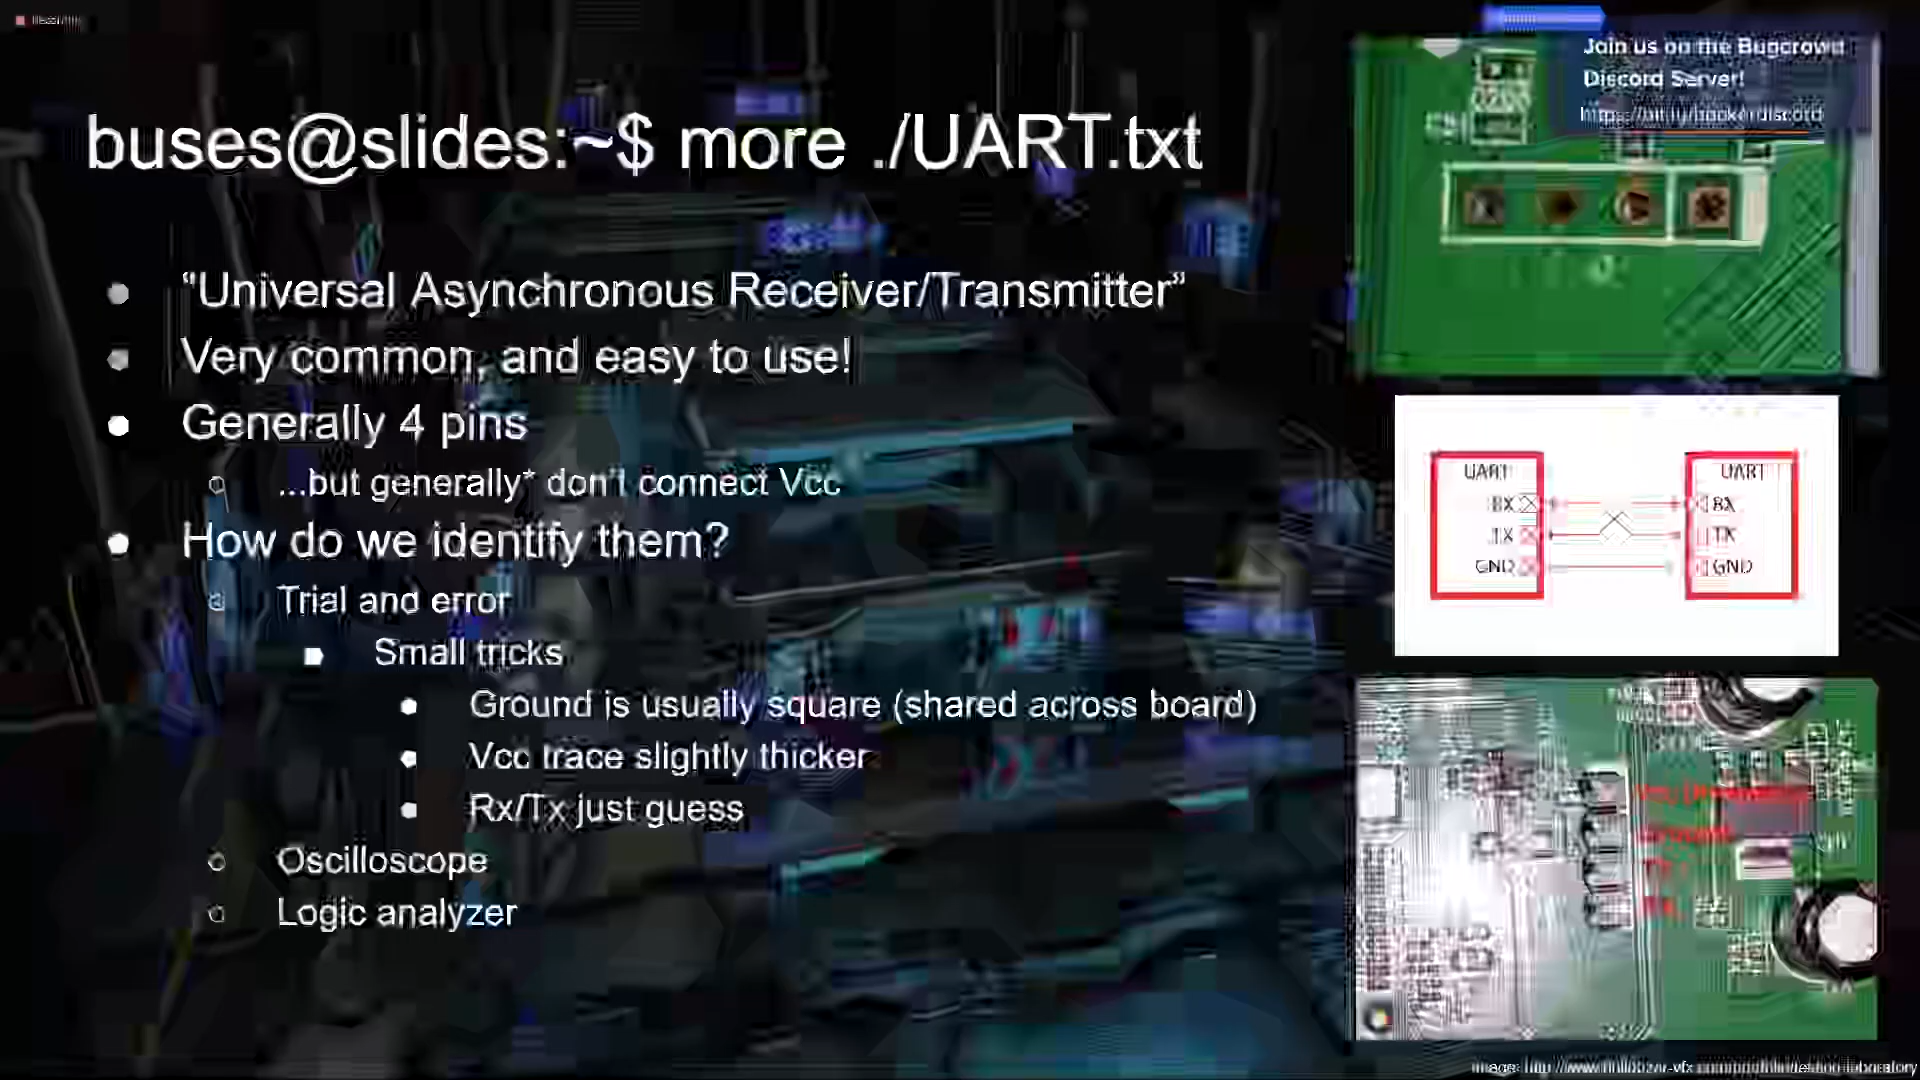 buses@slides:~$ more ./UART.txt
Join us on the Bugcrowd
Discord Server!
“Universal Asynchronous Receiver/Transmitter”
Very common, and easy to use!
Generally 4 pins
...but generally* don't connect Vcc
How do we identify them?
Trial and error
Small tricks
Ground is usually square (shared across board)
Vcc trace slightly thicker
Rx/Tx just guess
Oscilloscope
Logic analyzer
UART
UART
TX
TX
GND
GND